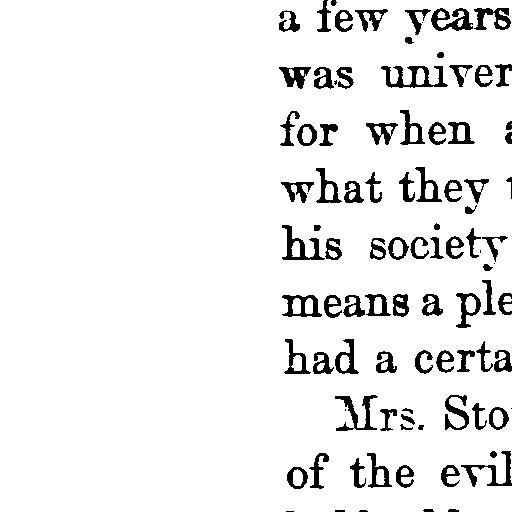 a few years
was univer
for when
what they
his society
means a ple
had a certa
Mrs. Sto
of the evil